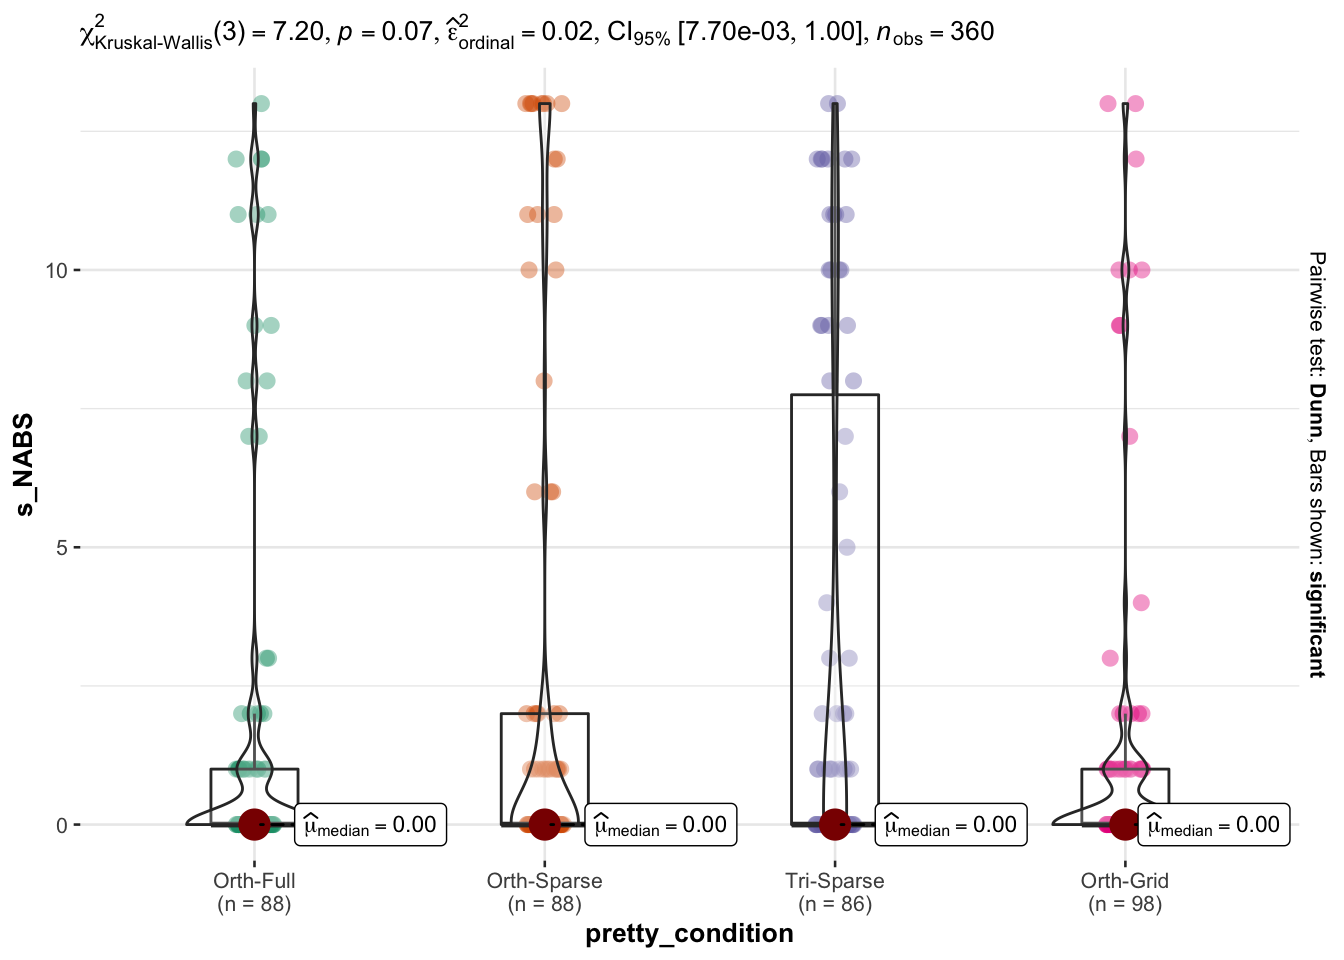 χ²Kruskal-Wallis(3) = 7.20, p = 0.07, ε̂²ordinal = 0.02, CI95% [7.70e-03, 1.00], nobs = 360
10
5
0
s_NABS
μ̂median = 0.00
μ̂median = 0.00
μ̂median = 0.00
μ̂median = 0.00
Orth-Full
(n = 88)
Orth-Sparse
(n = 88)
Tri-Sparse
(n = 86)
Orth-Grid
(n = 98)
pretty_condition
Pairwise test: Dunn, Bars shown: significant